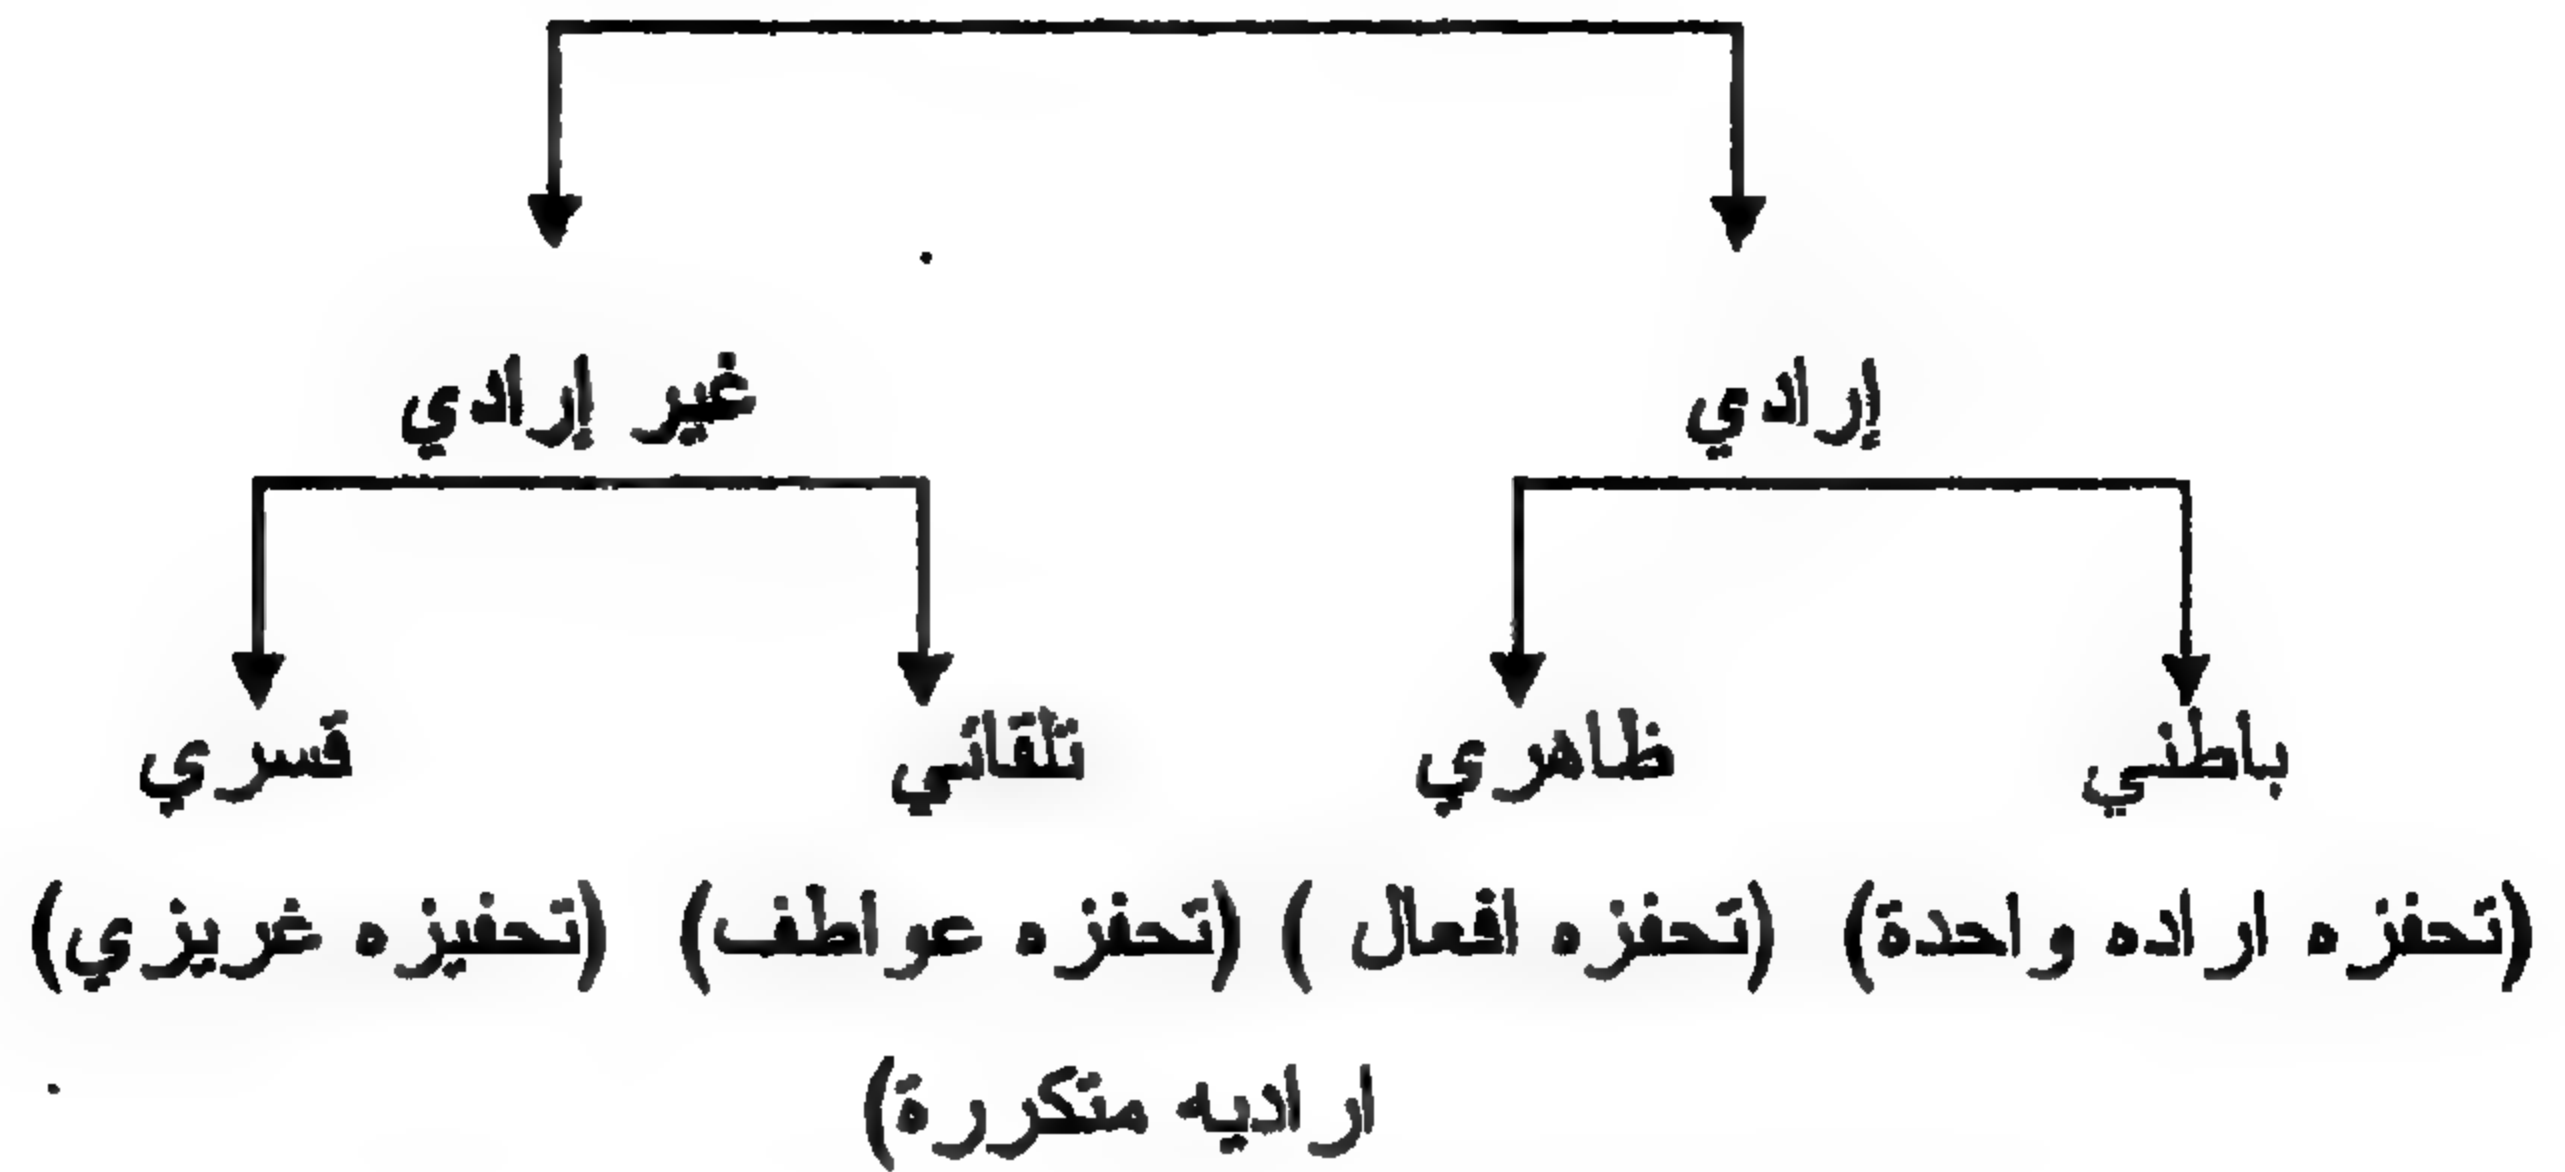 إرادي غير إرادي
باطني ظاهري تلقائي قسري
(تحفزه اراده واحدة) (تحفزه افعال ) (تحفزه عواطف) (تحفيزه غريزي)
اراديه متكررة)